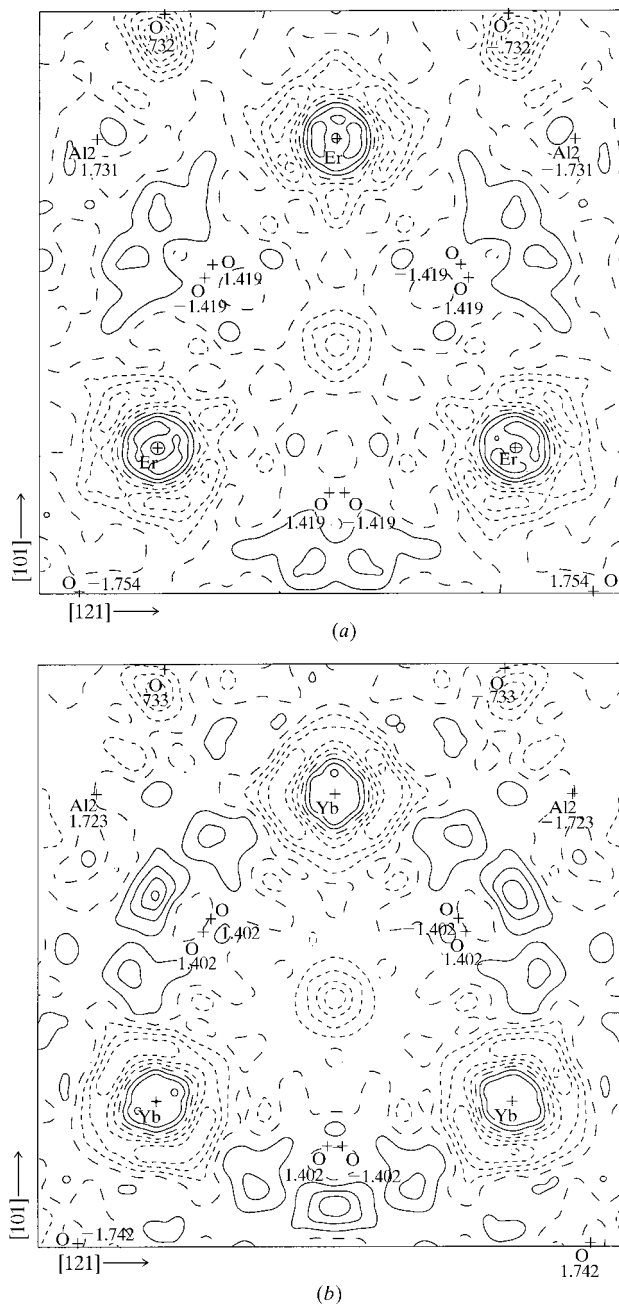 O O
732 —.732
Er
Al2 Al2
1.731 −1.731
O O
1.419 −1.419
O O
−1.419 1.419
Er Er
O O
1.419 −1.419
[101]
O −1.754 1.754 O
[121]
(a)
O O
733 −.733
Yb
Al2 Al2
1.723 −1.723
O O
1.402 −1.402
O O
1.402 1.402
Yb Yb
O O
1.402 −1.402
[101]
O −1.742 O
[121] 1.742
(b)